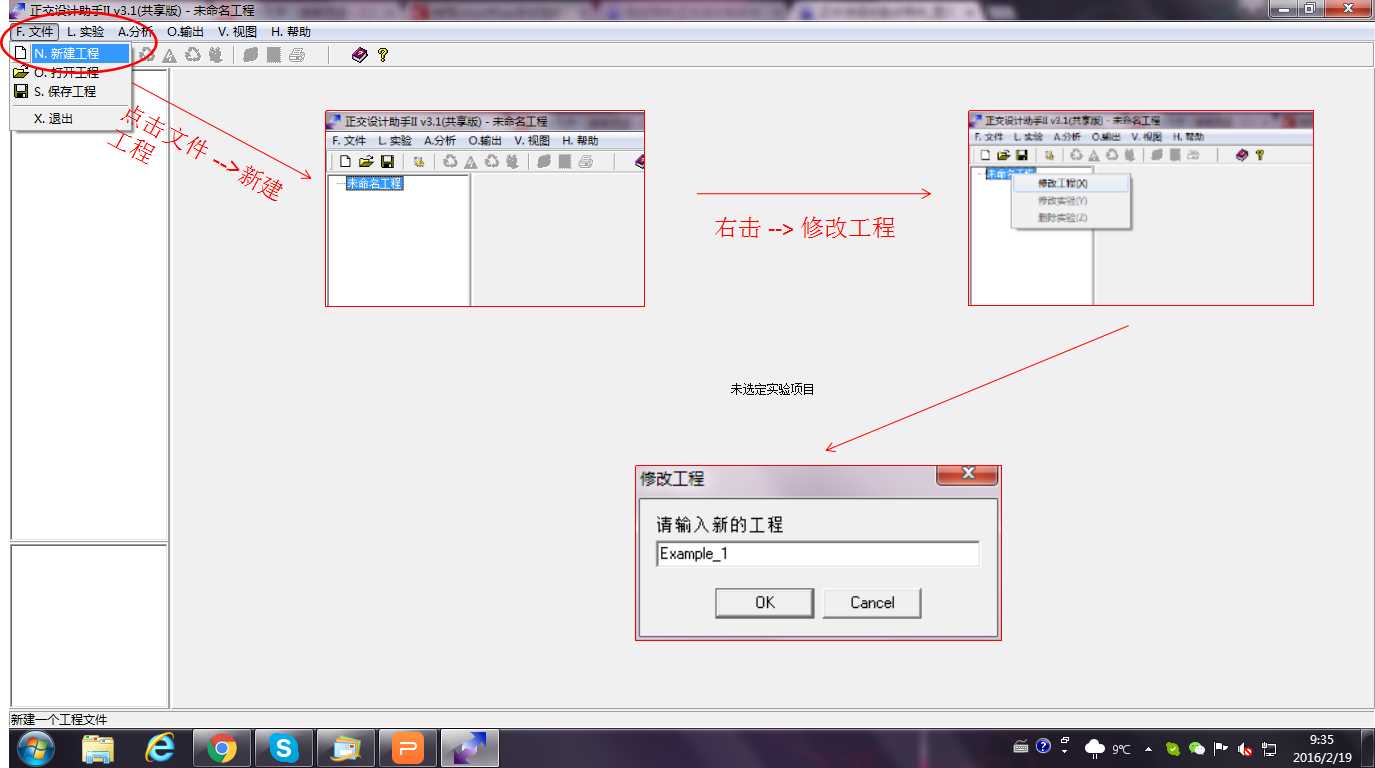 正交设计助手II v3.1(共享版) - 未命名工程
F. 文件 L. 实验 A.分析 O.输出 V. 视图 H. 帮助
N. 新建工程
O. 打开工程
S. 保存工程
X. 退出
点击文件 --> 新建
工程
正交设计助手II v3.1(共享版) - 未命名工程
F. 文件 L. 实验 A.分析 O.输出 V. 视图 H. 帮助
未命名工程
右击 --> 修改工程
正交设计助手II v3.1(共享版) - 未命名工程
F. 文件 L. 实验 A.分析 O.输出 V. 视图 H. 帮助
未命名工程
修改工程(X)
修改实验(Y)
删除实验(Z)
未选定实验项目
修改工程
请输入新的工程
Example_1
OK Cancel
新建一个工程文件
9℃
9:35
2016/2/19